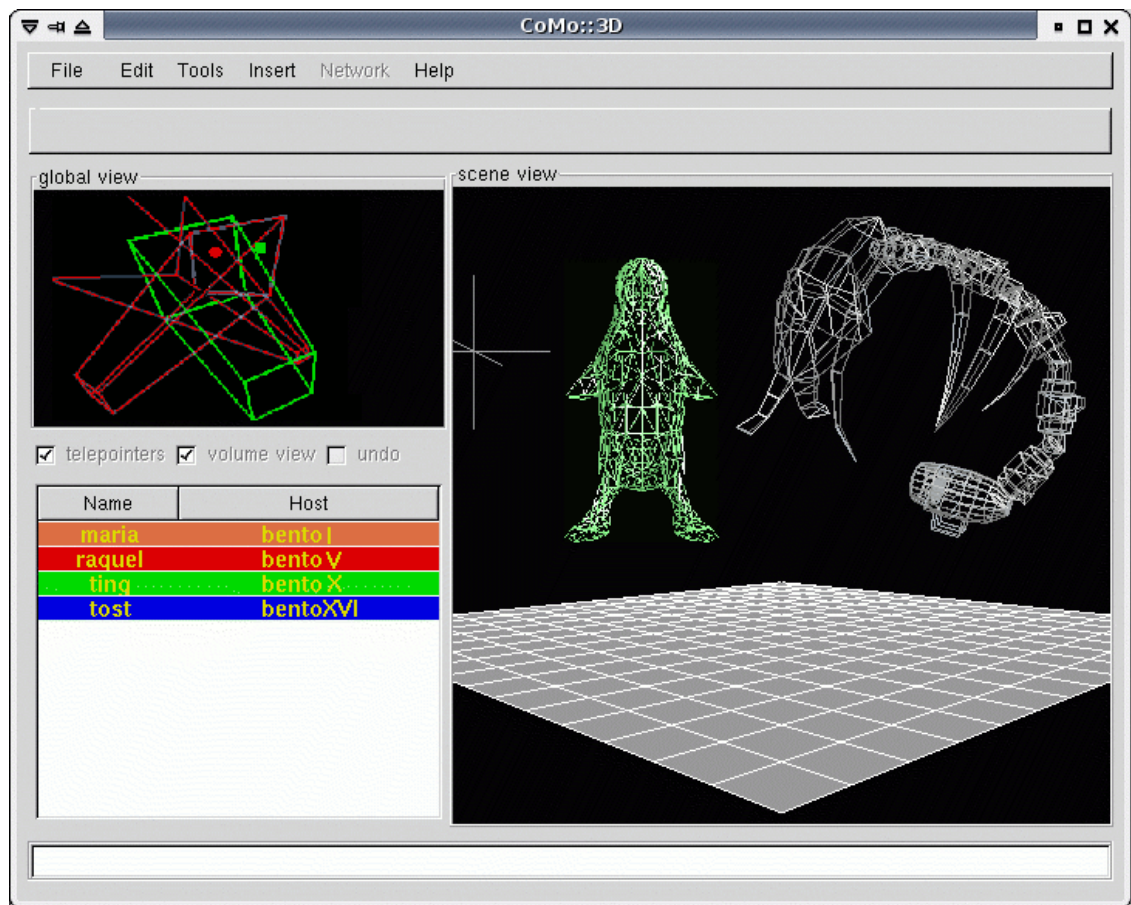 CoMo::3D
File Edit Tools Insert Network Help
global view
scene view
telepointers volume view undo
Name Host
maria bento I
raquel bento V
ting bento X
tost bentoXVI